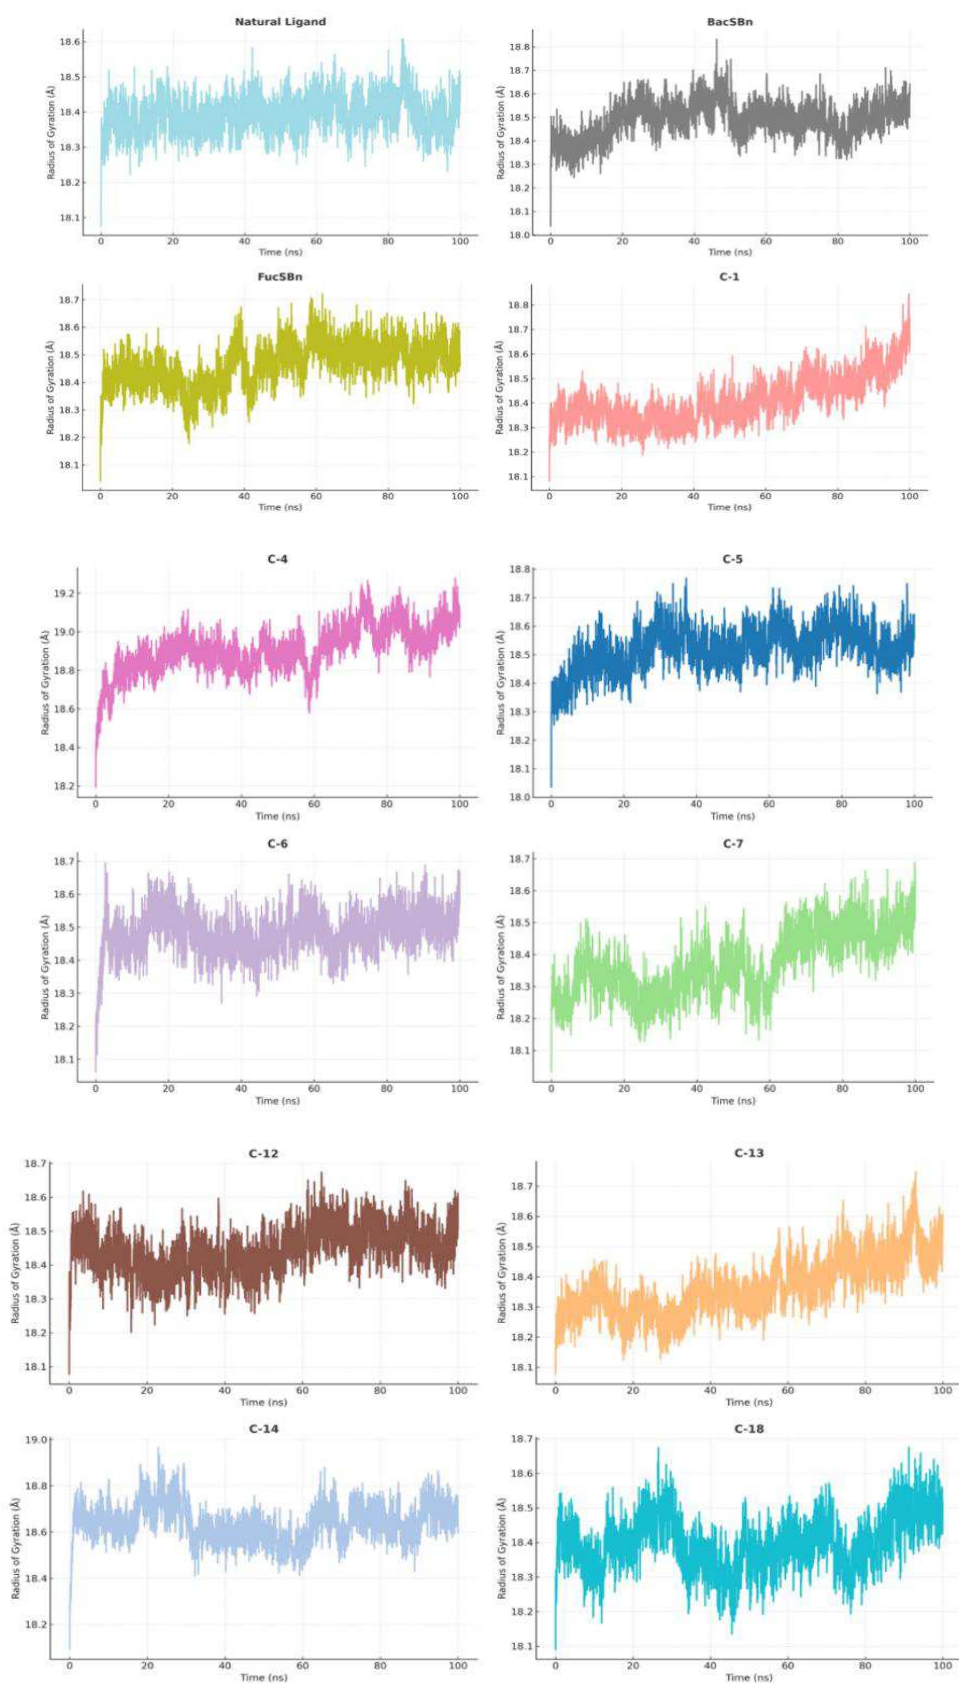 Natural Ligand
Radius of Gyration (Å)
18.6
18.5
18.4
18.3
18.2
18.1
0 20 40 60 80 100
Time (ns)
BacSBn
Radius of Gyration (Å)
18.8
18.7
18.6
18.5
18.4
18.3
18.2
18.1
18.0
0 20 40 60 80 100
Time (ns)
FucSBn
Radius of Gyration (Å)
18.7
18.6
18.5
18.4
18.3
18.2
18.1
0 20 40 60 80 100
Time (ns)
C-1
Radius of Gyration (Å)
18.8
18.7
18.6
18.5
18.4
18.3
18.2
18.1
0 20 40 60 80 100
Time (ns)
C-4
Radius of Gyration (Å)
19.2
19.0
18.8
18.6
18.4
18.2
0 20 40 60 80 100
Time (ns)
C-5
Radius of Gyration (Å)
18.8
18.7
18.6
18.5
18.4
18.3
18.2
18.1
18.0
0 20 40 60 80 100
Time (ns)
C-6
Radius of Gyration (Å)
18.7
18.6
18.5
18.4
18.3
18.2
18.1
0 20 40 60 80 100
Time (ns)
C-7
Radius of Gyration (Å)
18.7
18.6
18.5
18.4
18.3
18.2
18.1
0 20 40 60 80 100
Time (ns)
C-12
Radius of Gyration (Å)
18.7
18.6
18.5
18.4
18.3
18.2
18.1
0 20 40 60 80 100
Time (ns)
C-13
Radius of Gyration (Å)
18.7
18.6
18.5
18.4
18.3
18.2
18.1
0 20 40 60 80 100
Time (ns)
C-14
Radius of Gyration (Å)
19.0
18.8
18.6
18.4
18.2
0 20 40 60 80 100
Time (ns)
C-18
Radius of Gyration (Å)
18.7
18.6
18.5
18.4
18.3
18.2
18.1
0 20 40 60 80 100
Time (ns)